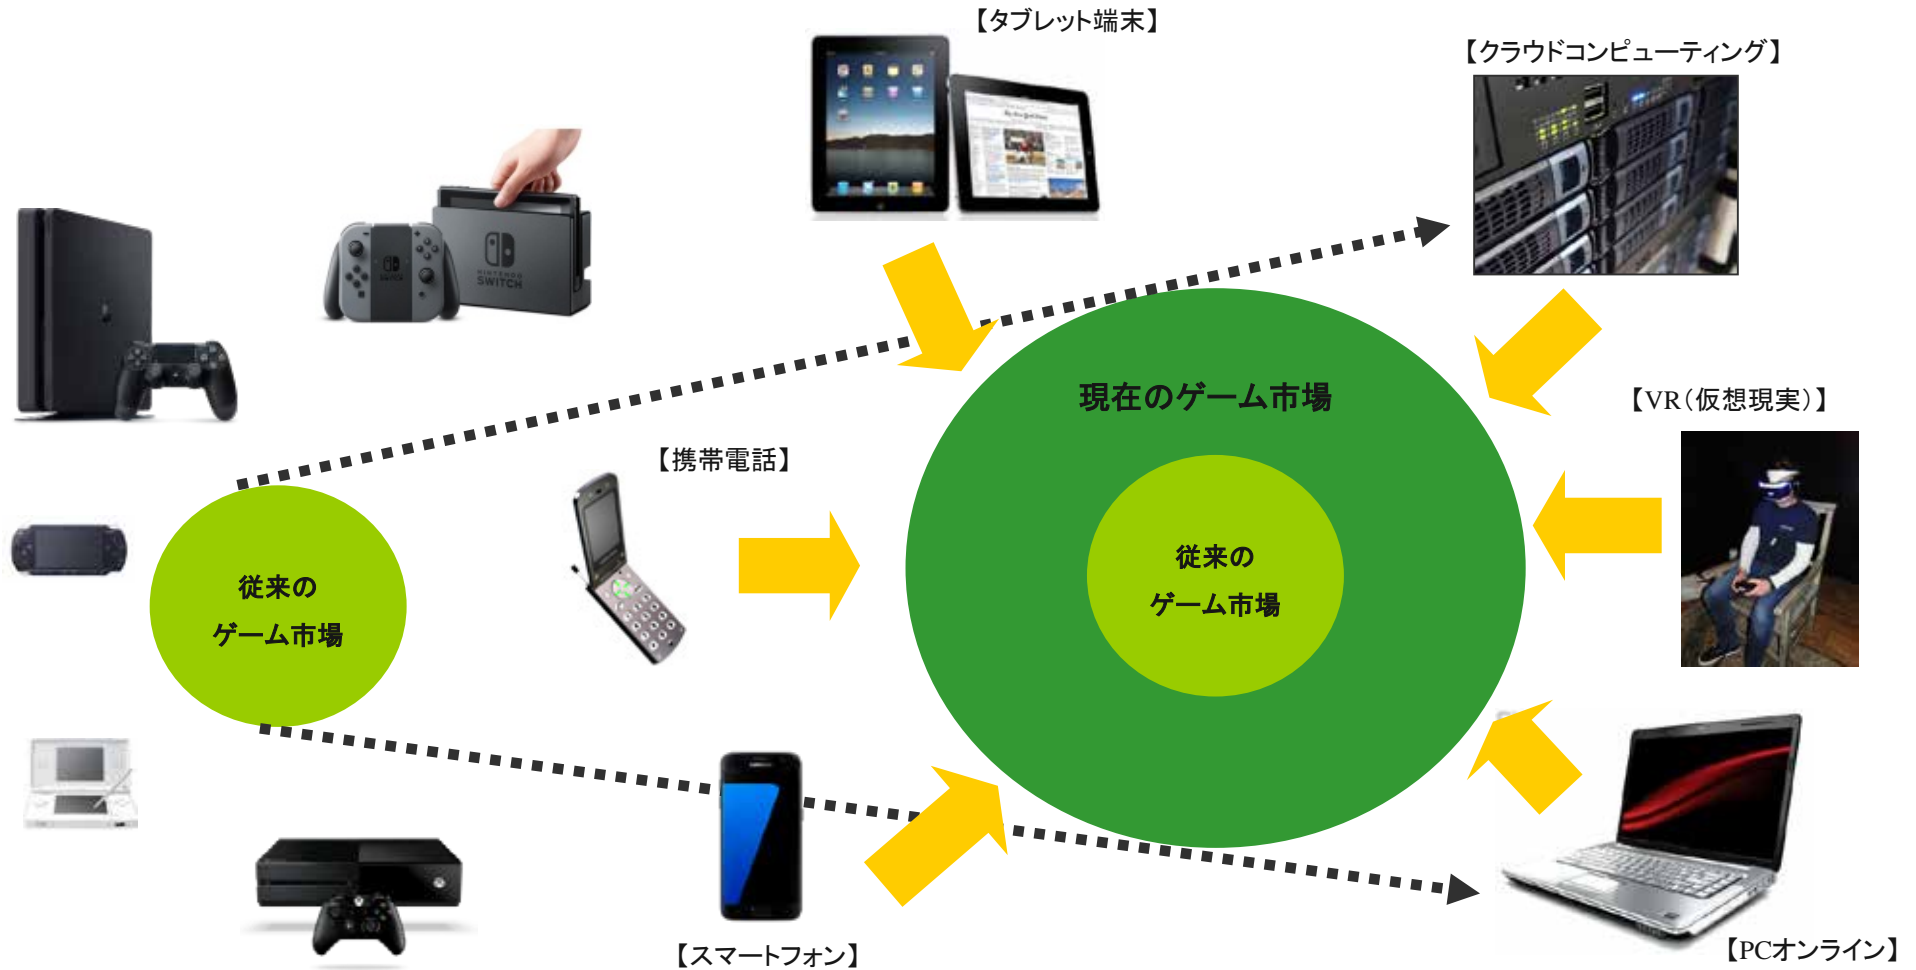 【タブレット端末】
【クラウドコンピューティング】
NINTENDO
SWITCH
現在のゲーム市場
【VR（仮想現実）】
【携帯電話】
従来の
ゲーム市場
従来の
ゲーム市場
SAMSUNG
【スマートフォン】
【PCオンライン】